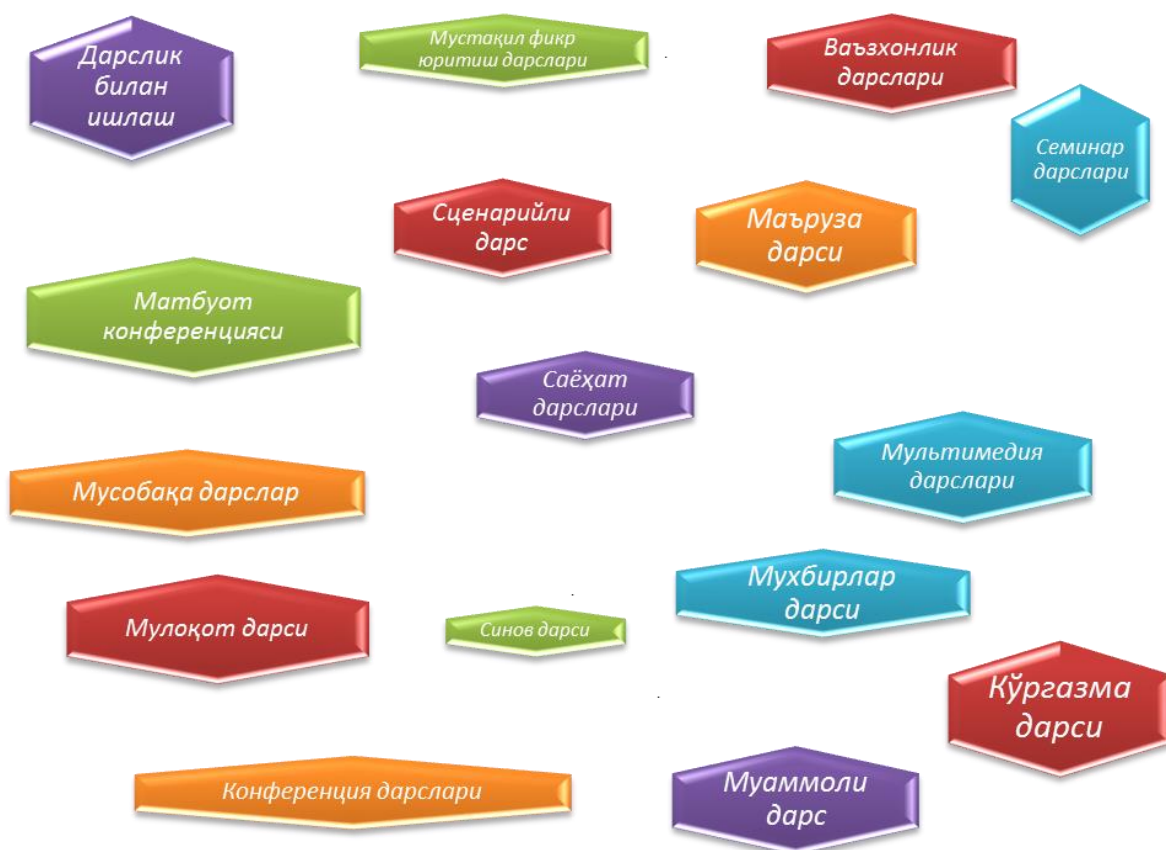 Дарслик
билан
ишлаш
Мустақил фикр
юритиш дарслари
Ваъзхонлик
дарслари
Семинар
дарслари
Сценарийли
дарс
Маъруза
дарси
Матбуот
конференцияси
Саёҳат
дарслари
Мультимедия
дарслари
Мусобақа дарслар
Мухбирлар
дарси
Мулоқот дарси
Синов дарси
Кўргазма
дарси
Конференция дарслари
Муаммоли
дарс